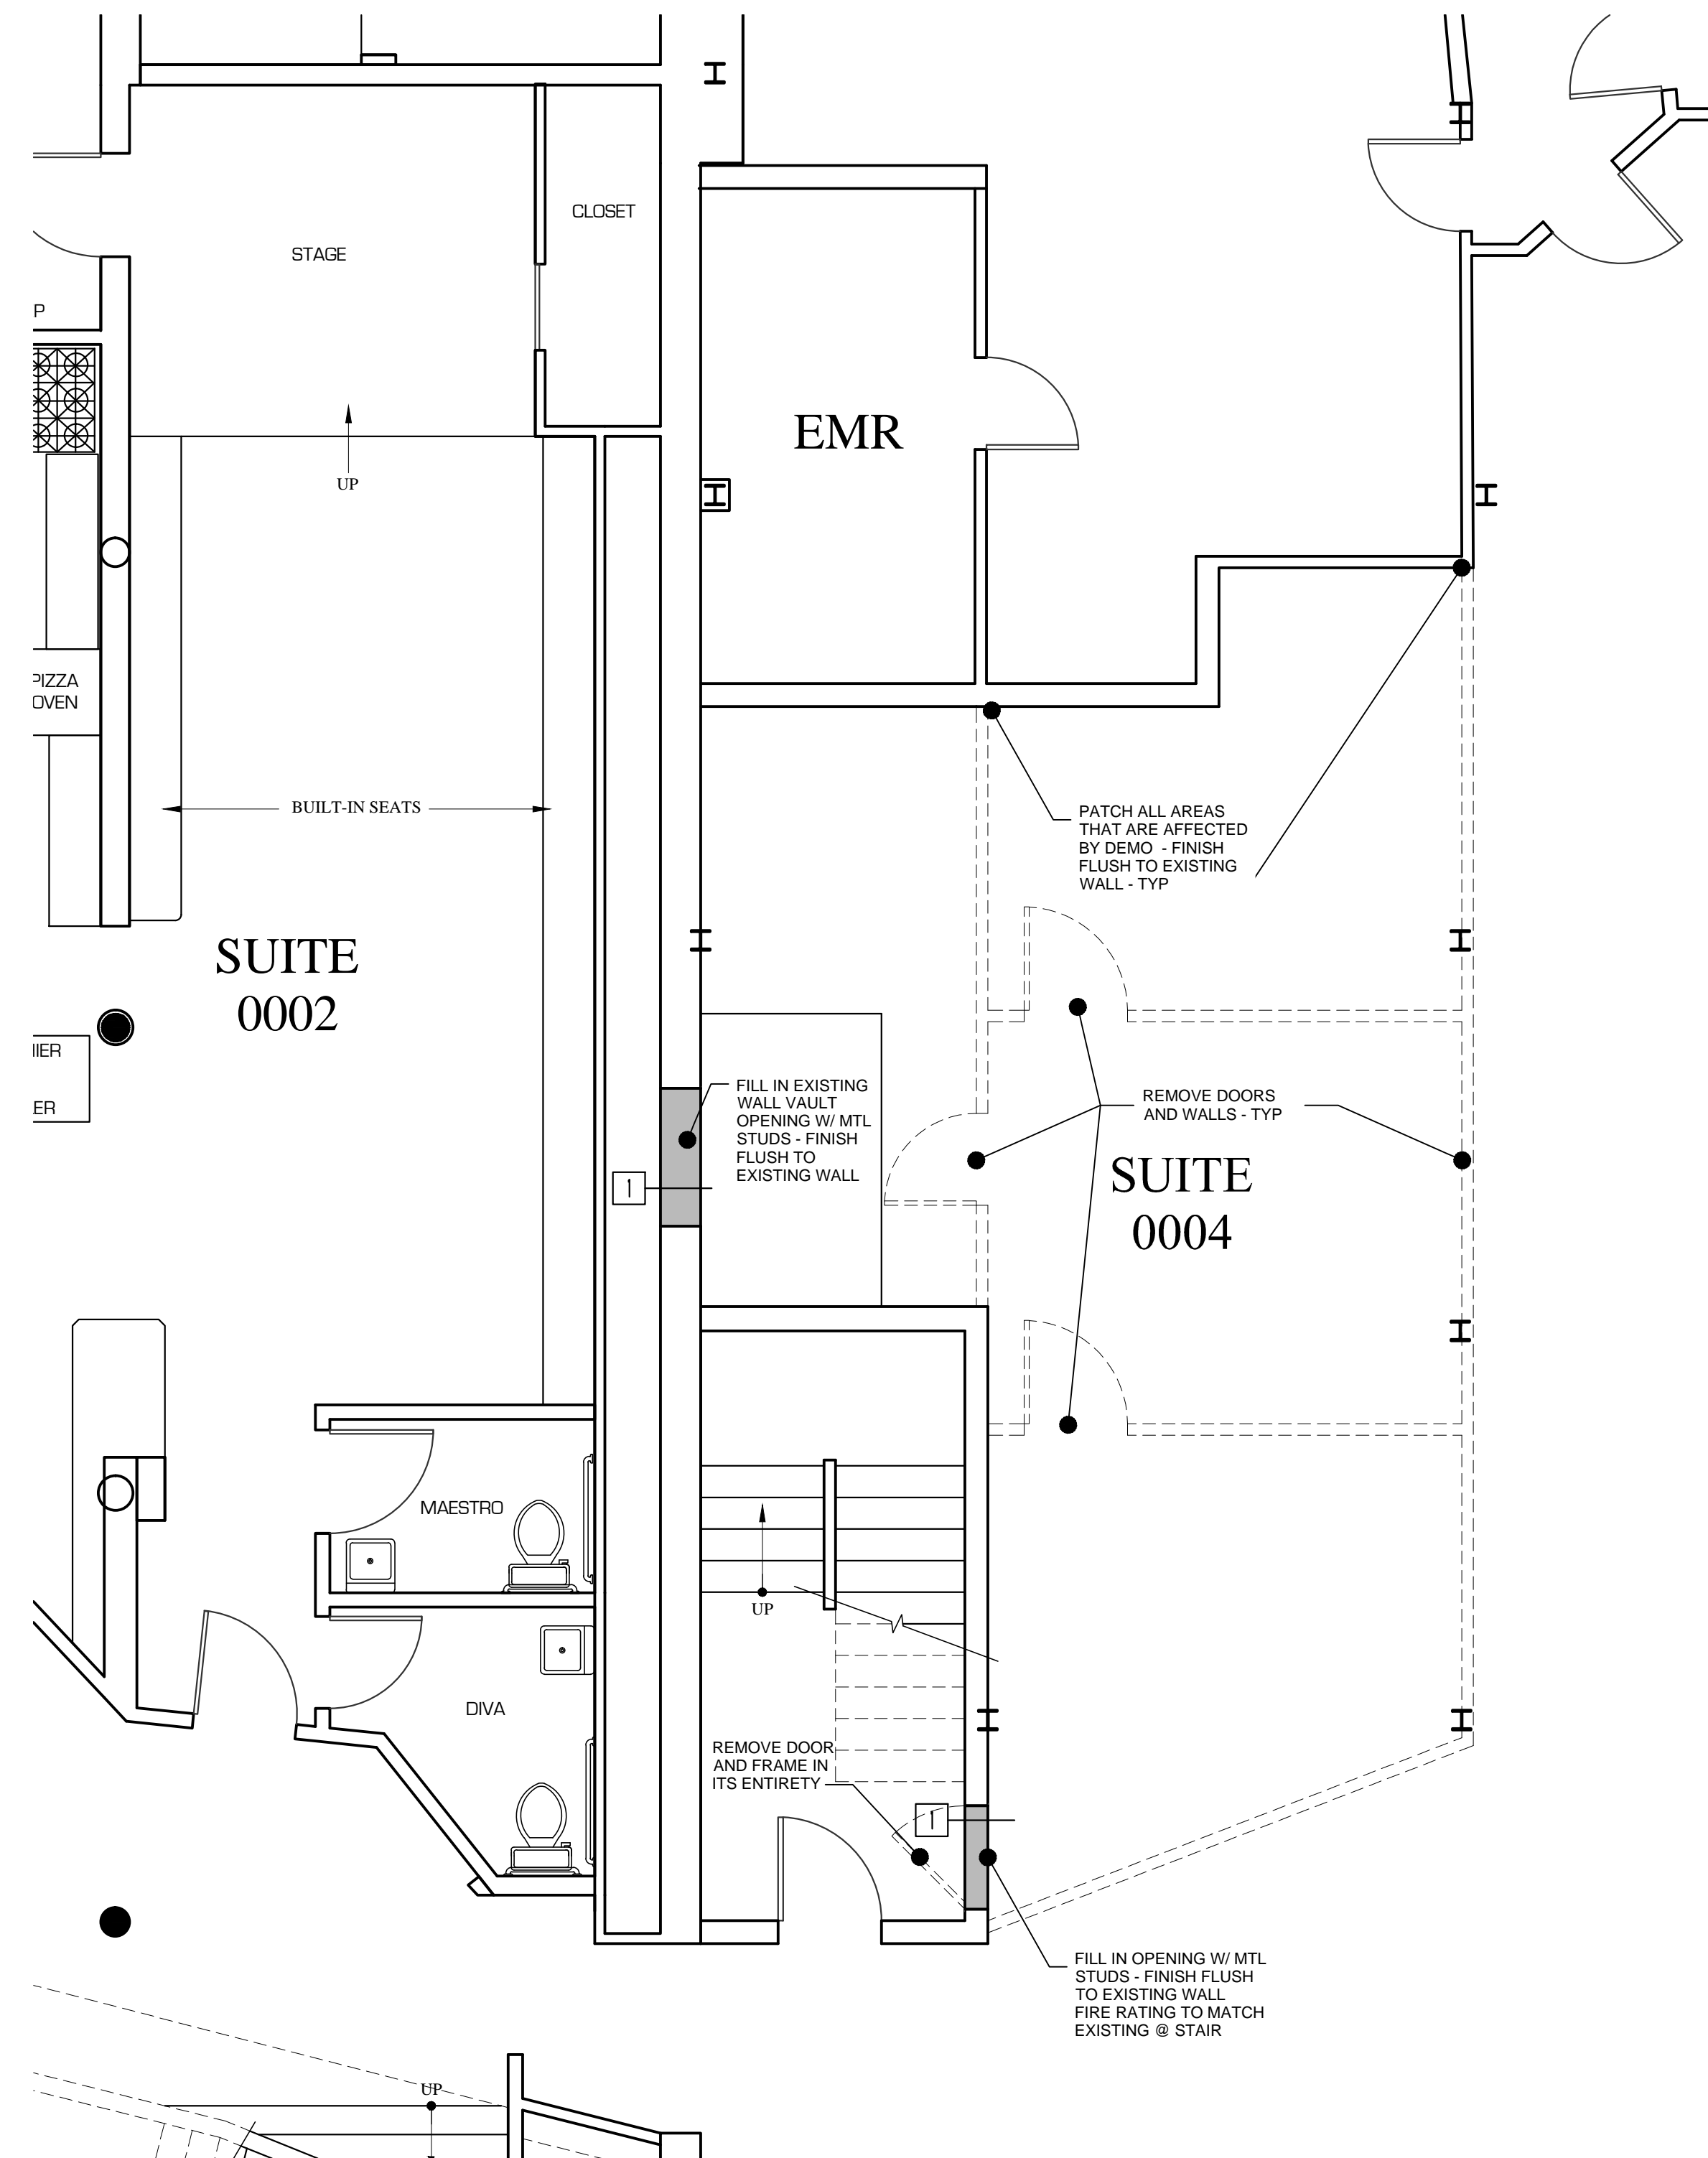 CLOSET
STAGE
P
UP
EMR
PIZZA
OVEN
BUILT-IN SEATS
PATCH ALL AREAS
THAT ARE AFFECTED
BY DEMO - FINISH
FLUSH TO EXISTING
WALL - TYP
SUITE
0002
IIER
ER
FILL IN EXISTING
WALL VAULT
OPENING W/ MTL
STUDS - FINISH
FLUSH TO
EXISTING WALL
1
REMOVE DOORS
AND WALLS - TYP
SUITE
0004
MAESTRO
UP
DIVA
REMOVE DOOR
AND FRAME IN
ITS ENTIRETY
1
FILL IN OPENING W/ MTL
STUDS - FINISH FLUSH
TO EXISTING WALL
FIRE RATING TO MATCH
EXISTING @ STAIR
UP